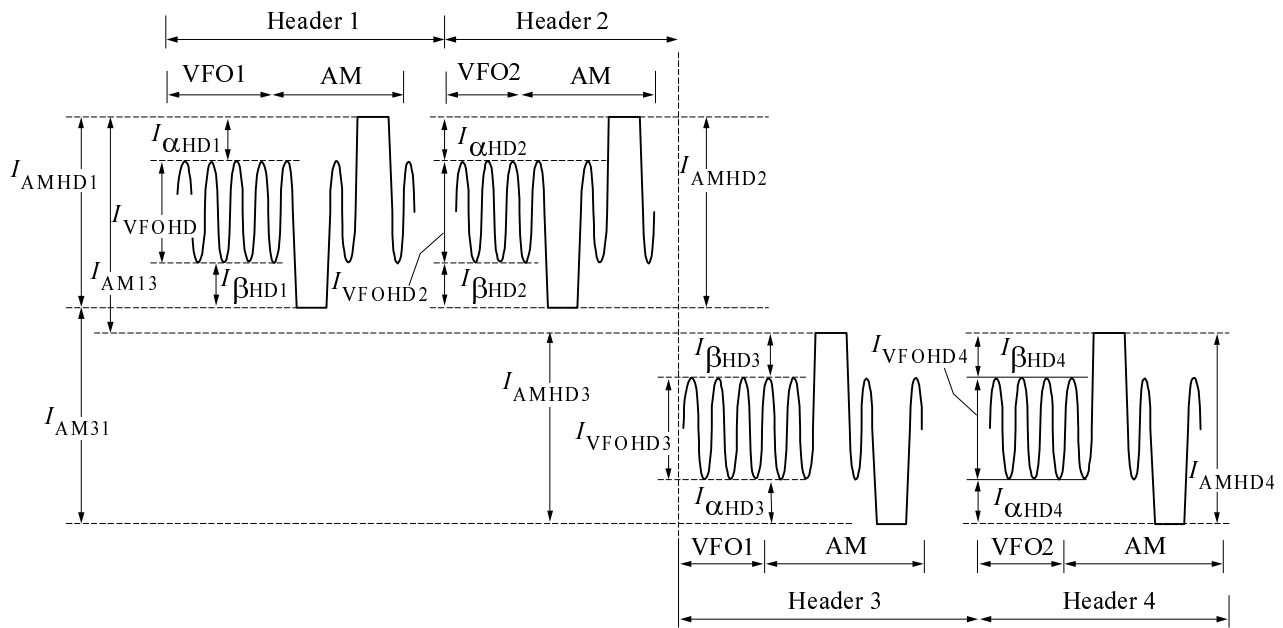 Header 1 Header 2
VFO1 AM VFO2 AM
IαHD1 IαHD2
IAMHD1 IAMHD2
IVFOHD
IAM13 IβHD1 IVFOHD2 IβHD2
IβHD3 IVFOHD4 IβHD4
IAMHD3
IAM31 IVFOHD3
IαHD3 IαHD4 IAMHD4
VFO1 AM VFO2 AM
Header 3 Header 4